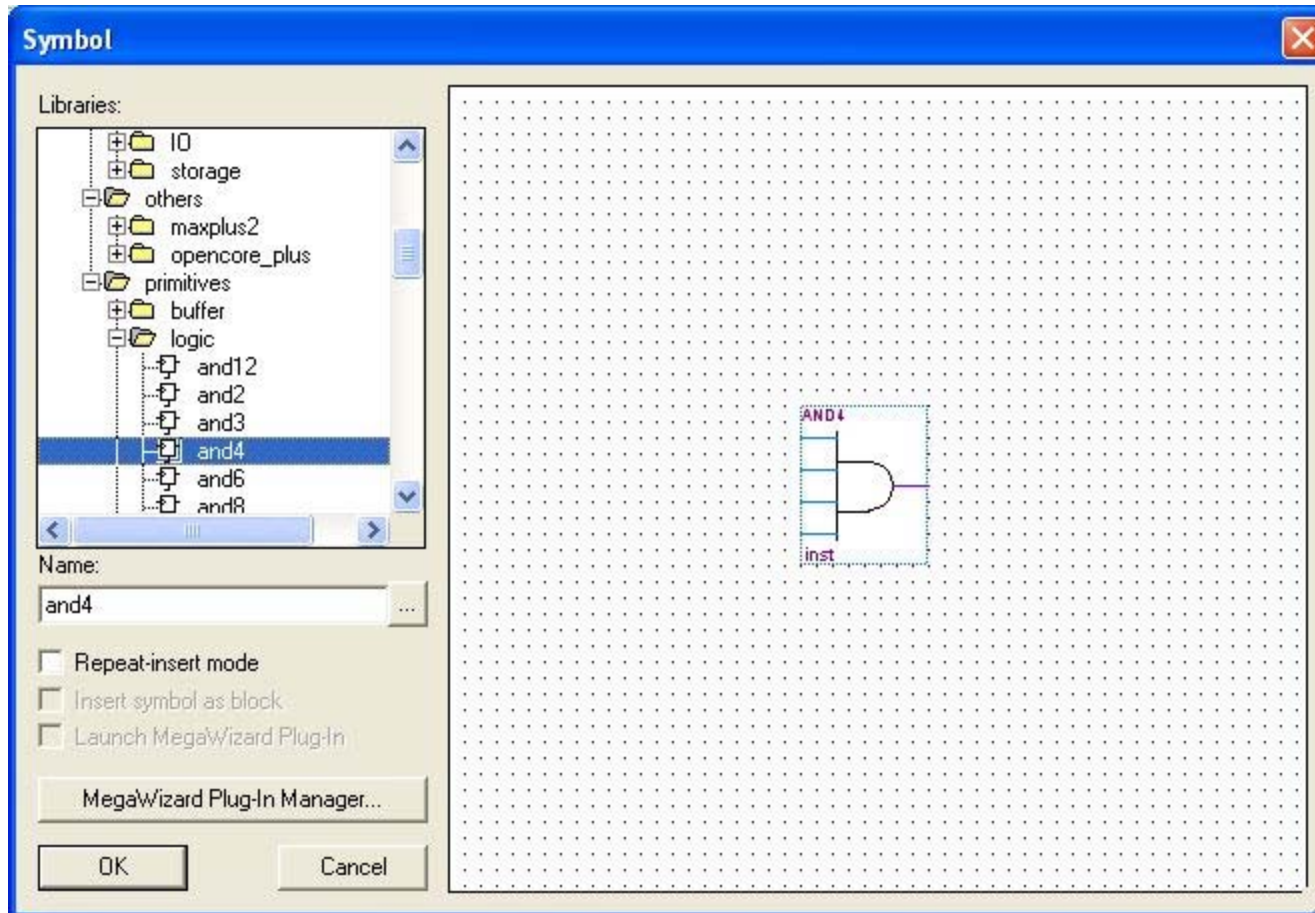 Symbol
Libraries:
IO
storage
others
maxplus2
opencore_plus
primitives
buffer
logic
and12
and2
and3
and4
and6
and8
Name:
and4
...
Repeat-insert mode
Insert symbol as block
Launch MegaWizard Plug-In
MegaWizard Plug-In Manager...
OK
Cancel
AND4
inst